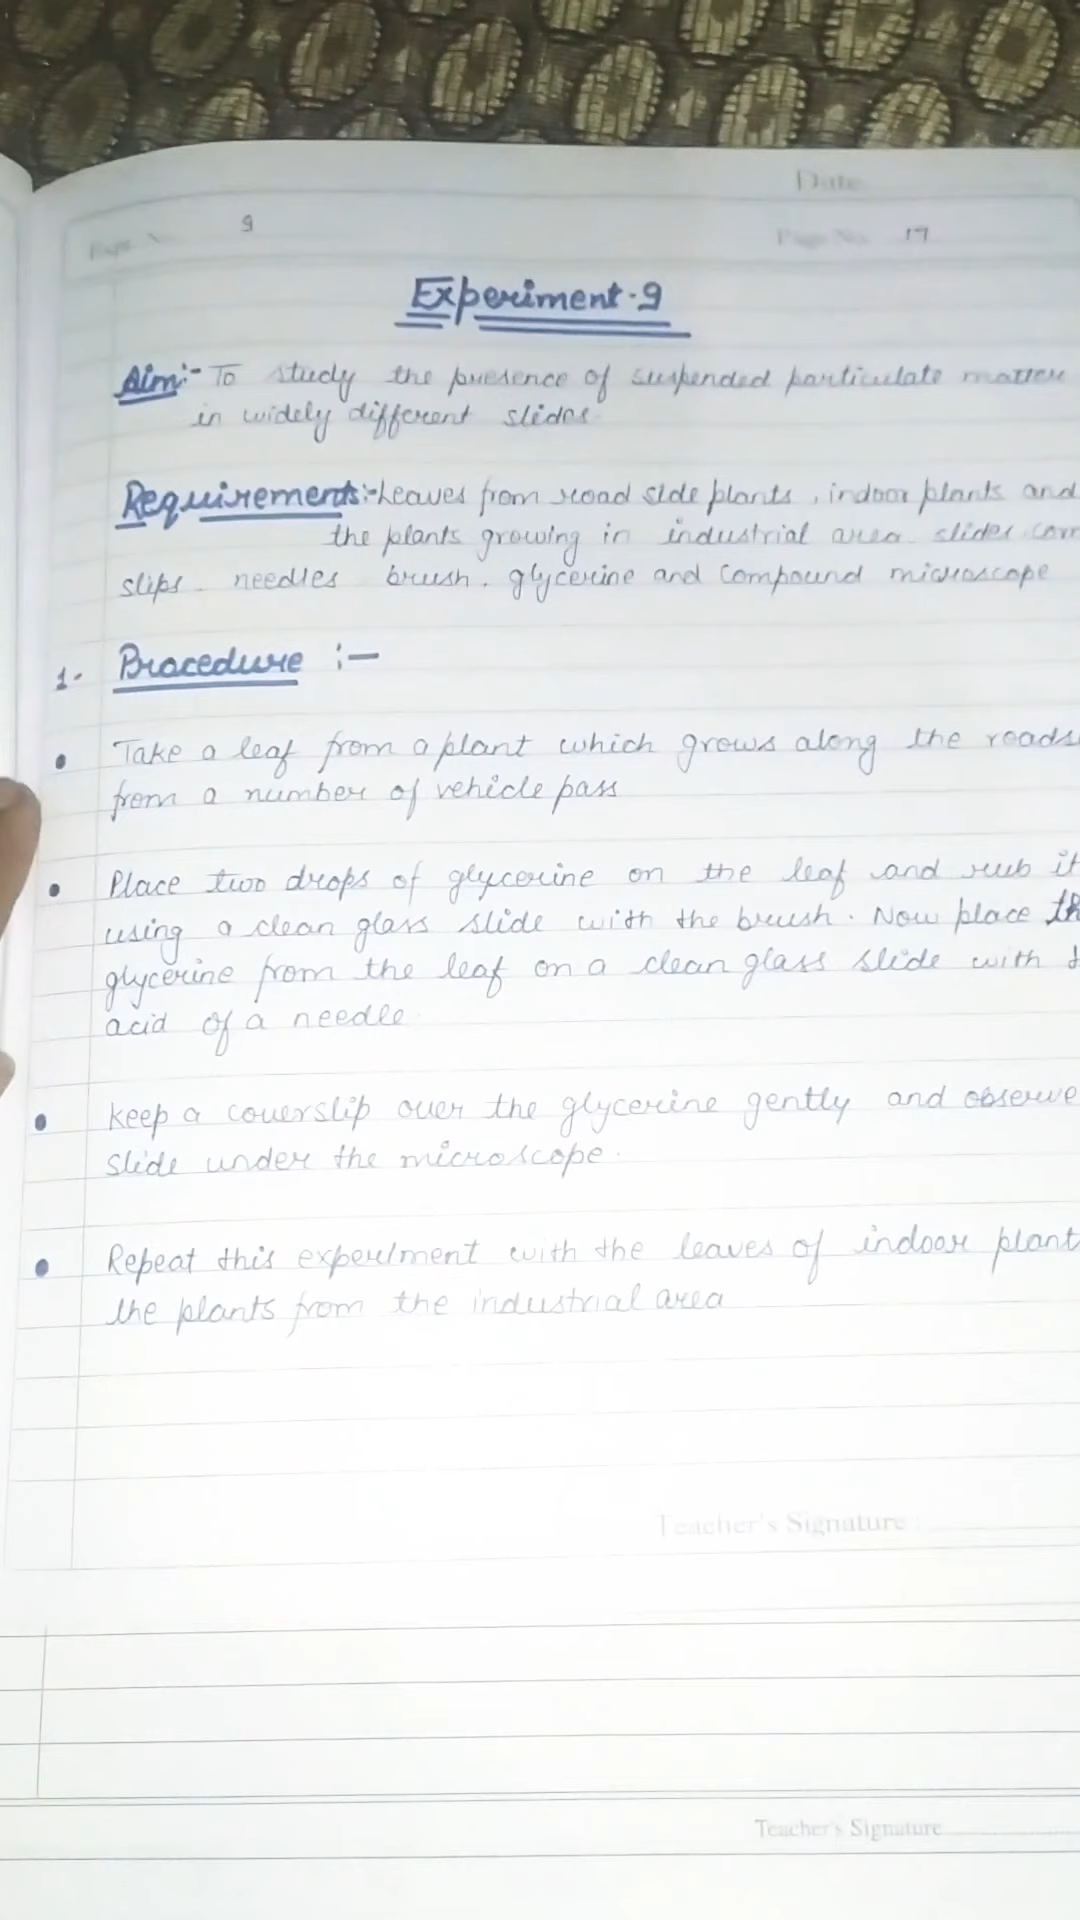 Date
9
Page No. 17
Experiment-9
Aim:- To study the presence of suspended particulate matter
in widely different slides
Requirements:- Leaves from road side plants, indoor plants and
the plants growing in industrial area slides
slips. needles brush. glycerine and compound microscope
1. Procedure :-
• Take a leaf from a plant which grows along the roads
from a number of vehicle pass
• Place two drops of glycerine on the leaf and rub it
using a clean glass slide with the brush. Now place
glycerine from the leaf on a clean glass slide with
acid of a needle
• Keep a coverslip over the glycerine gently and observe
slide under the microscope.
• Repeat this experiment with the leaves of indoor plant
the plants from the industrial area
Teacher's Signature :
Teacher's Signature